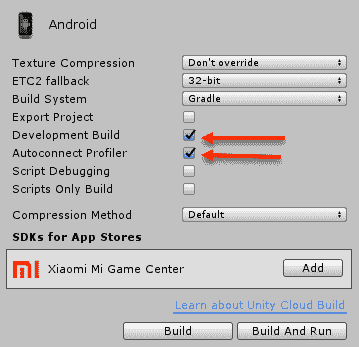 Android
Texture Compression Don't override
ETC2 fallback 32-bit
Build System Gradle
Export Project
Development Build
Autoconnect Profiler
Script Debugging
Scripts Only Build
Compression Method Default
SDKs for App Stores
mi Xiaomi Mi Game Center Add
Learn about Unity Cloud Build
Build Build And Run